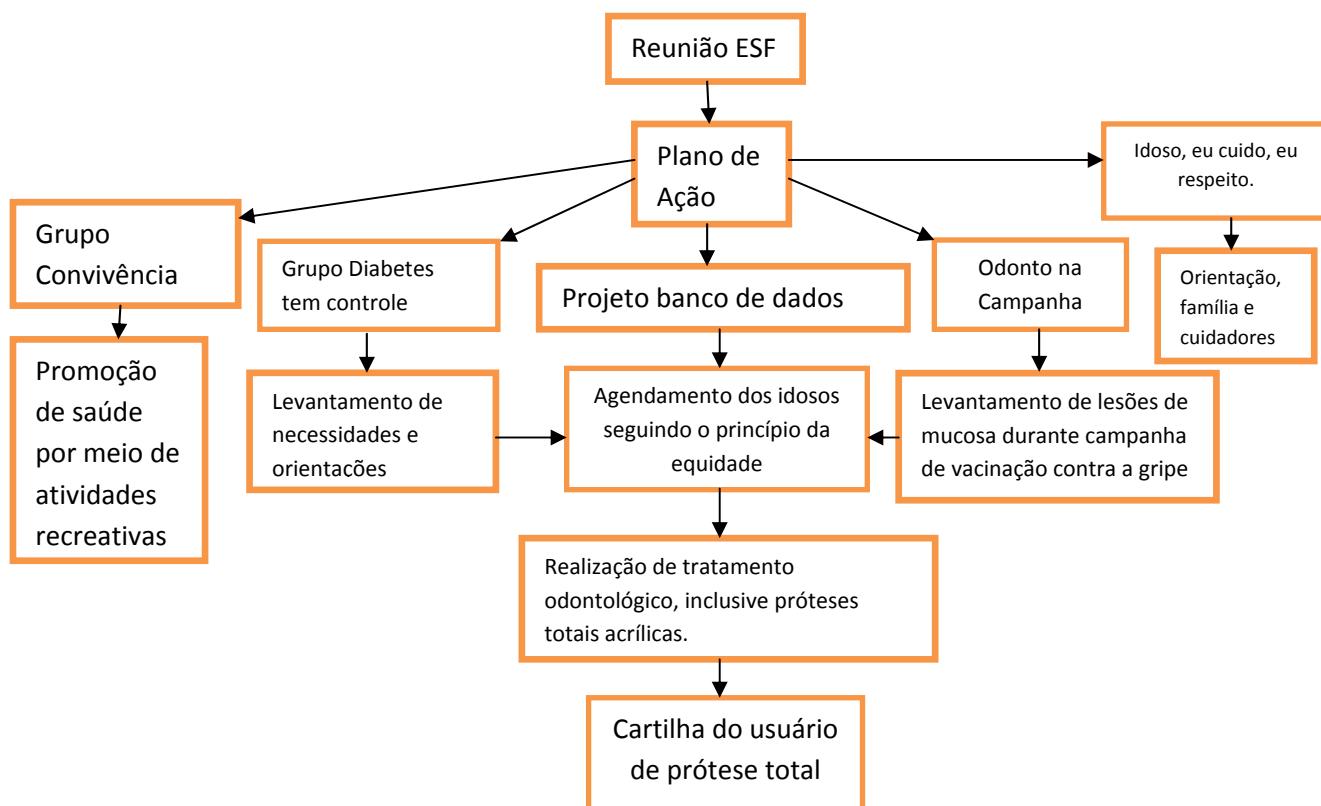 Reunião ESF
Plano de
Ação
Idoso, eu cuido, eu
respeito.
Grupo
Convivência
Grupo Diabetes
tem controle
Projeto banco de dados
Odonto na
Campanha
Orientação,
família e
cuidadores
Promoção
de saúde
por meio de
atividades
recreativas
Levantamento de
necessidades e
orientacões
Agendamento dos idosos
seguindo o princípio da
equidade
Levantamento de lesões de
mucosa durante campanha
de vacinação contra a gripe
Realização de tratamento
odontológico, inclusive próteses
totais acrílicas.
Cartilha do usuário
de prótese total